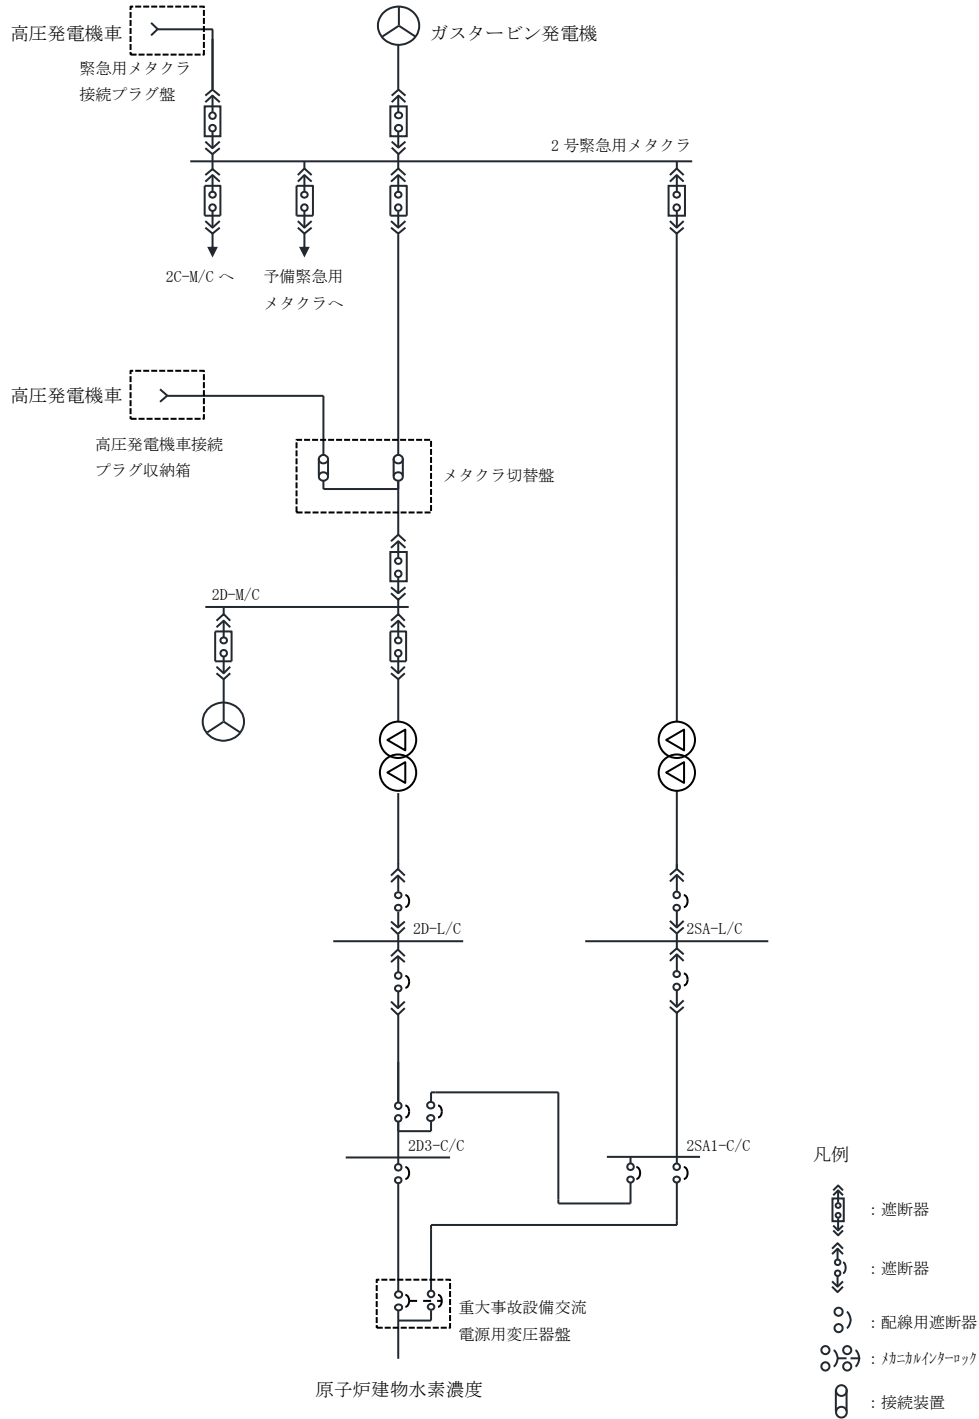 高圧発電機車
ガスタービン発電機
緊急用メタクラ
接続プラグ盤
2 号緊急用メタクラ
2C-M/C へ
予備緊急用
メタクラへ
高圧発電機車
高圧発電機車接続
プラグ収納箱
メタクラ切替盤
2D-M/C
2D-L/C
2SA-L/C
2D3-C/C
2SA1-C/C
重大事故設備交流
電源用変圧器盤
原子炉建物水素濃度
凡例
：遮断器
：遮断器
：配線用遮断器
：ﾒｶﾆｶﾙｲﾝﾀｰﾛｯｸ
：接続装置